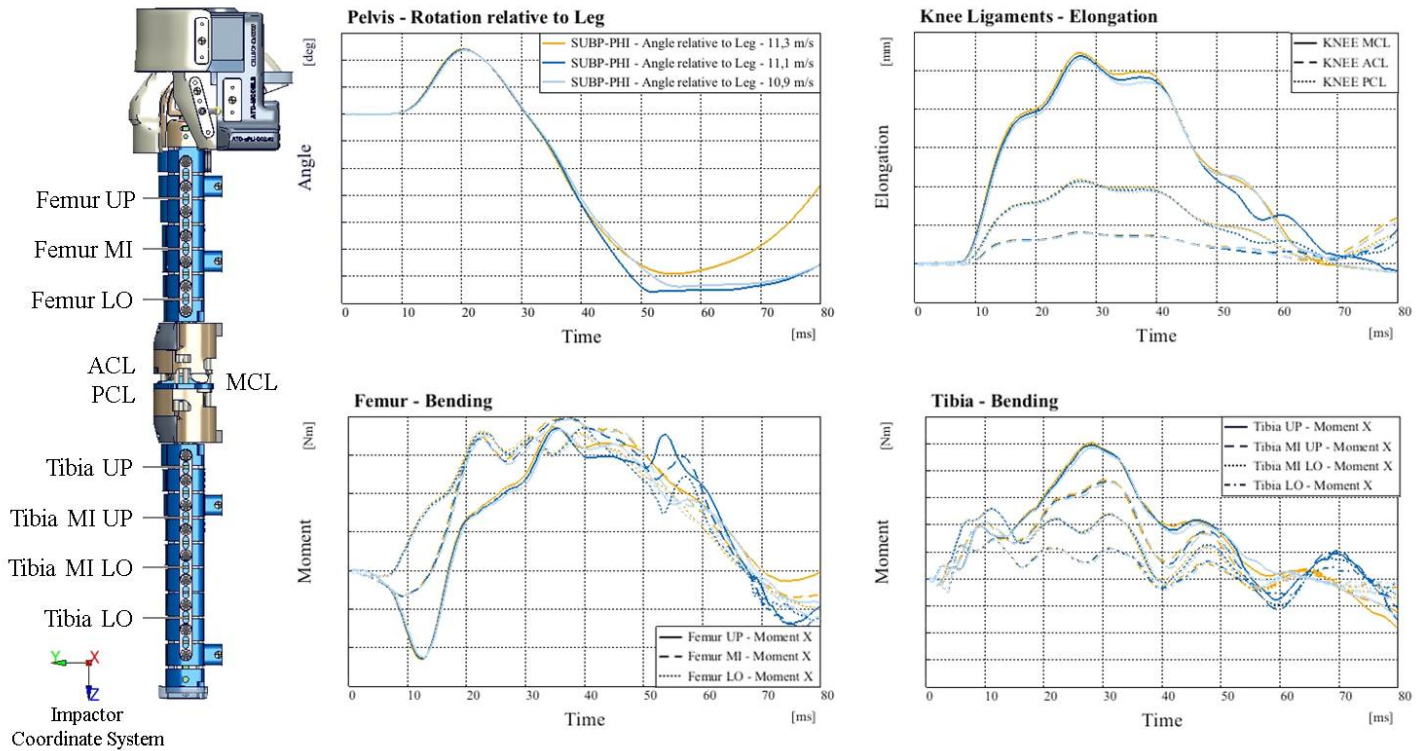 Femur UP
Femur MI
Femur LO
ACL
PCL
MCL
Tibia UP
Tibia MI UP
Tibia MI LO
Tibia LO
Y
X
Z
Impactor
Coordinate System
Pelvis - Rotation relative to Leg
[deg]
Angle
SUBP-PHI - Angle relative to Leg - 11,3 m/s
SUBP-PHI - Angle relative to Leg - 11,1 m/s
SUBP-PHI - Angle relative to Leg - 10,9 m/s
0 10 20 30 40 50 60 70 80
Time
[ms]
Knee Ligaments - Elongation
[mm]
Elongation
KNEE MCL
KNEE ACL
KNEE PCL
0 10 20 30 40 50 60 70 80
Time
[ms]
Femur - Bending
[Nm]
Moment
Femur UP - Moment X
Femur MI - Moment X
Femur LO - Moment X
0 10 20 30 40 50 60 70 80
Time
[ms]
Tibia - Bending
[Nm]
Moment
Tibia UP - Moment X
Tibia MI UP - Moment X
Tibia MI LO - Moment X
Tibia LO - Moment X
0 10 20 30 40 50 60 70 80
Time
[ms]